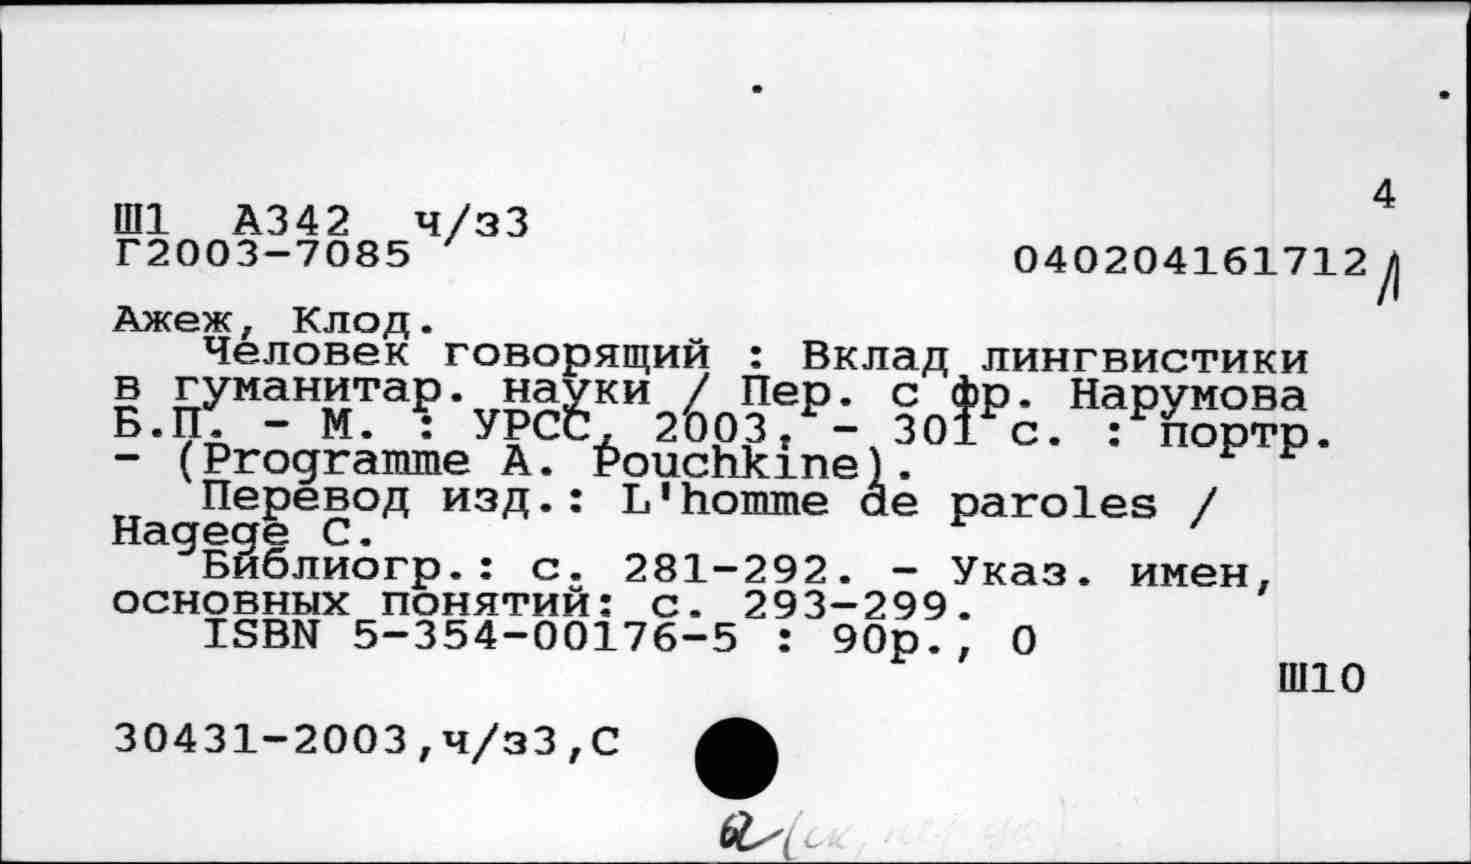 4
Ш1 А342 ч/з3
Г2003-7085 040204161712
Ажеж, Клод.
Человек говорящий : Вклад лингвистики
в гуманитар. науки / Пер. с фр. Нарумова
Б.П. - М. : УРСС, 2003. - 301 с. : портр.
- (Programme A. Pouchkine).
Перевод изд.: L'homme de paroles /
Hagege C.
Библиогр.: с. 281-292. - Указ. имен,
основных понятий: с. 293-299.
ISBN 5-354-00176-5 : 90р., 0
Ш10
30431-2003,ч/з3,С